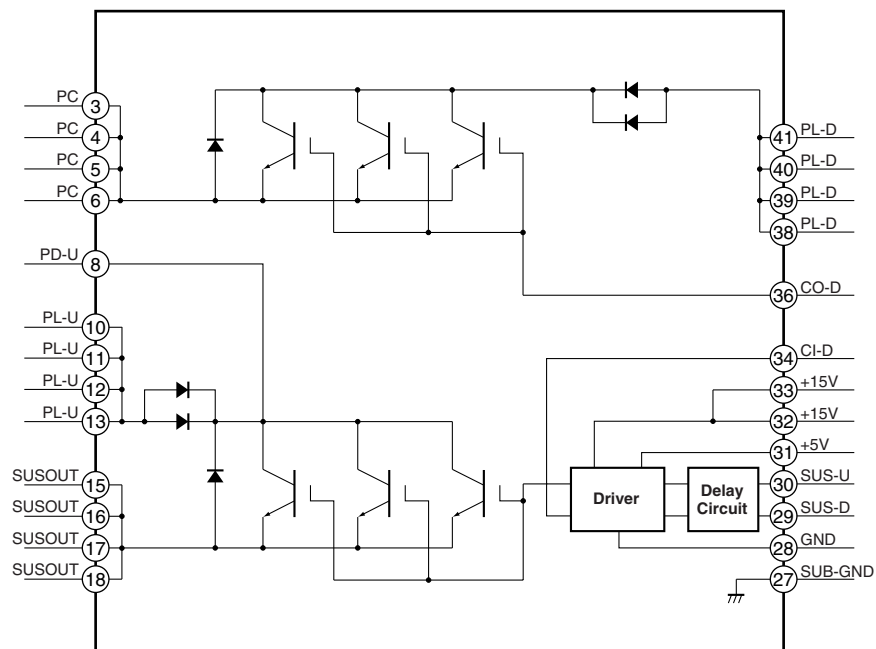 PC 3
PC 4
PC 5
PC 6
PD-U 8
PL-U 10
PL-U 11
PL-U 12
PL-U 13
SUSOUT 15
SUSOUT 16
SUSOUT 17
SUSOUT 18
Driver
Delay
Circuit
41 PL-D
40 PL-D
39 PL-D
38 PL-D
36 CO-D
34 CI-D
33 +15V
32 +15V
31 +5V
30 SUS-U
29 SUS-D
28 GND
27 SUB-GND